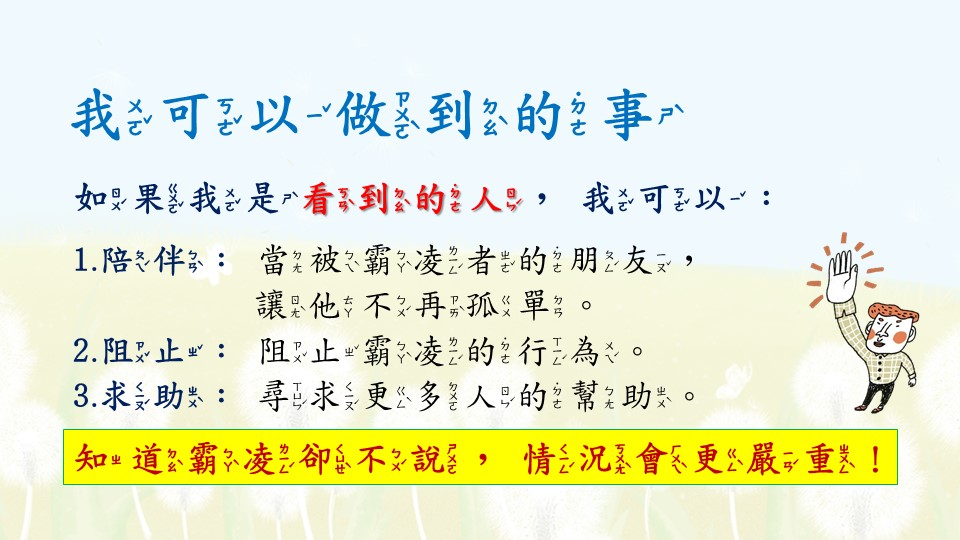 我可以做到的事
如果我是看到的人，我可以：
1.陪伴：當被霸凌者的朋友，
讓他不再孤單。
2.阻止：阻止霸凌的行為。
3.求助：尋求更多人的幫助。
知道霸凌卻不說，情況會更嚴重！